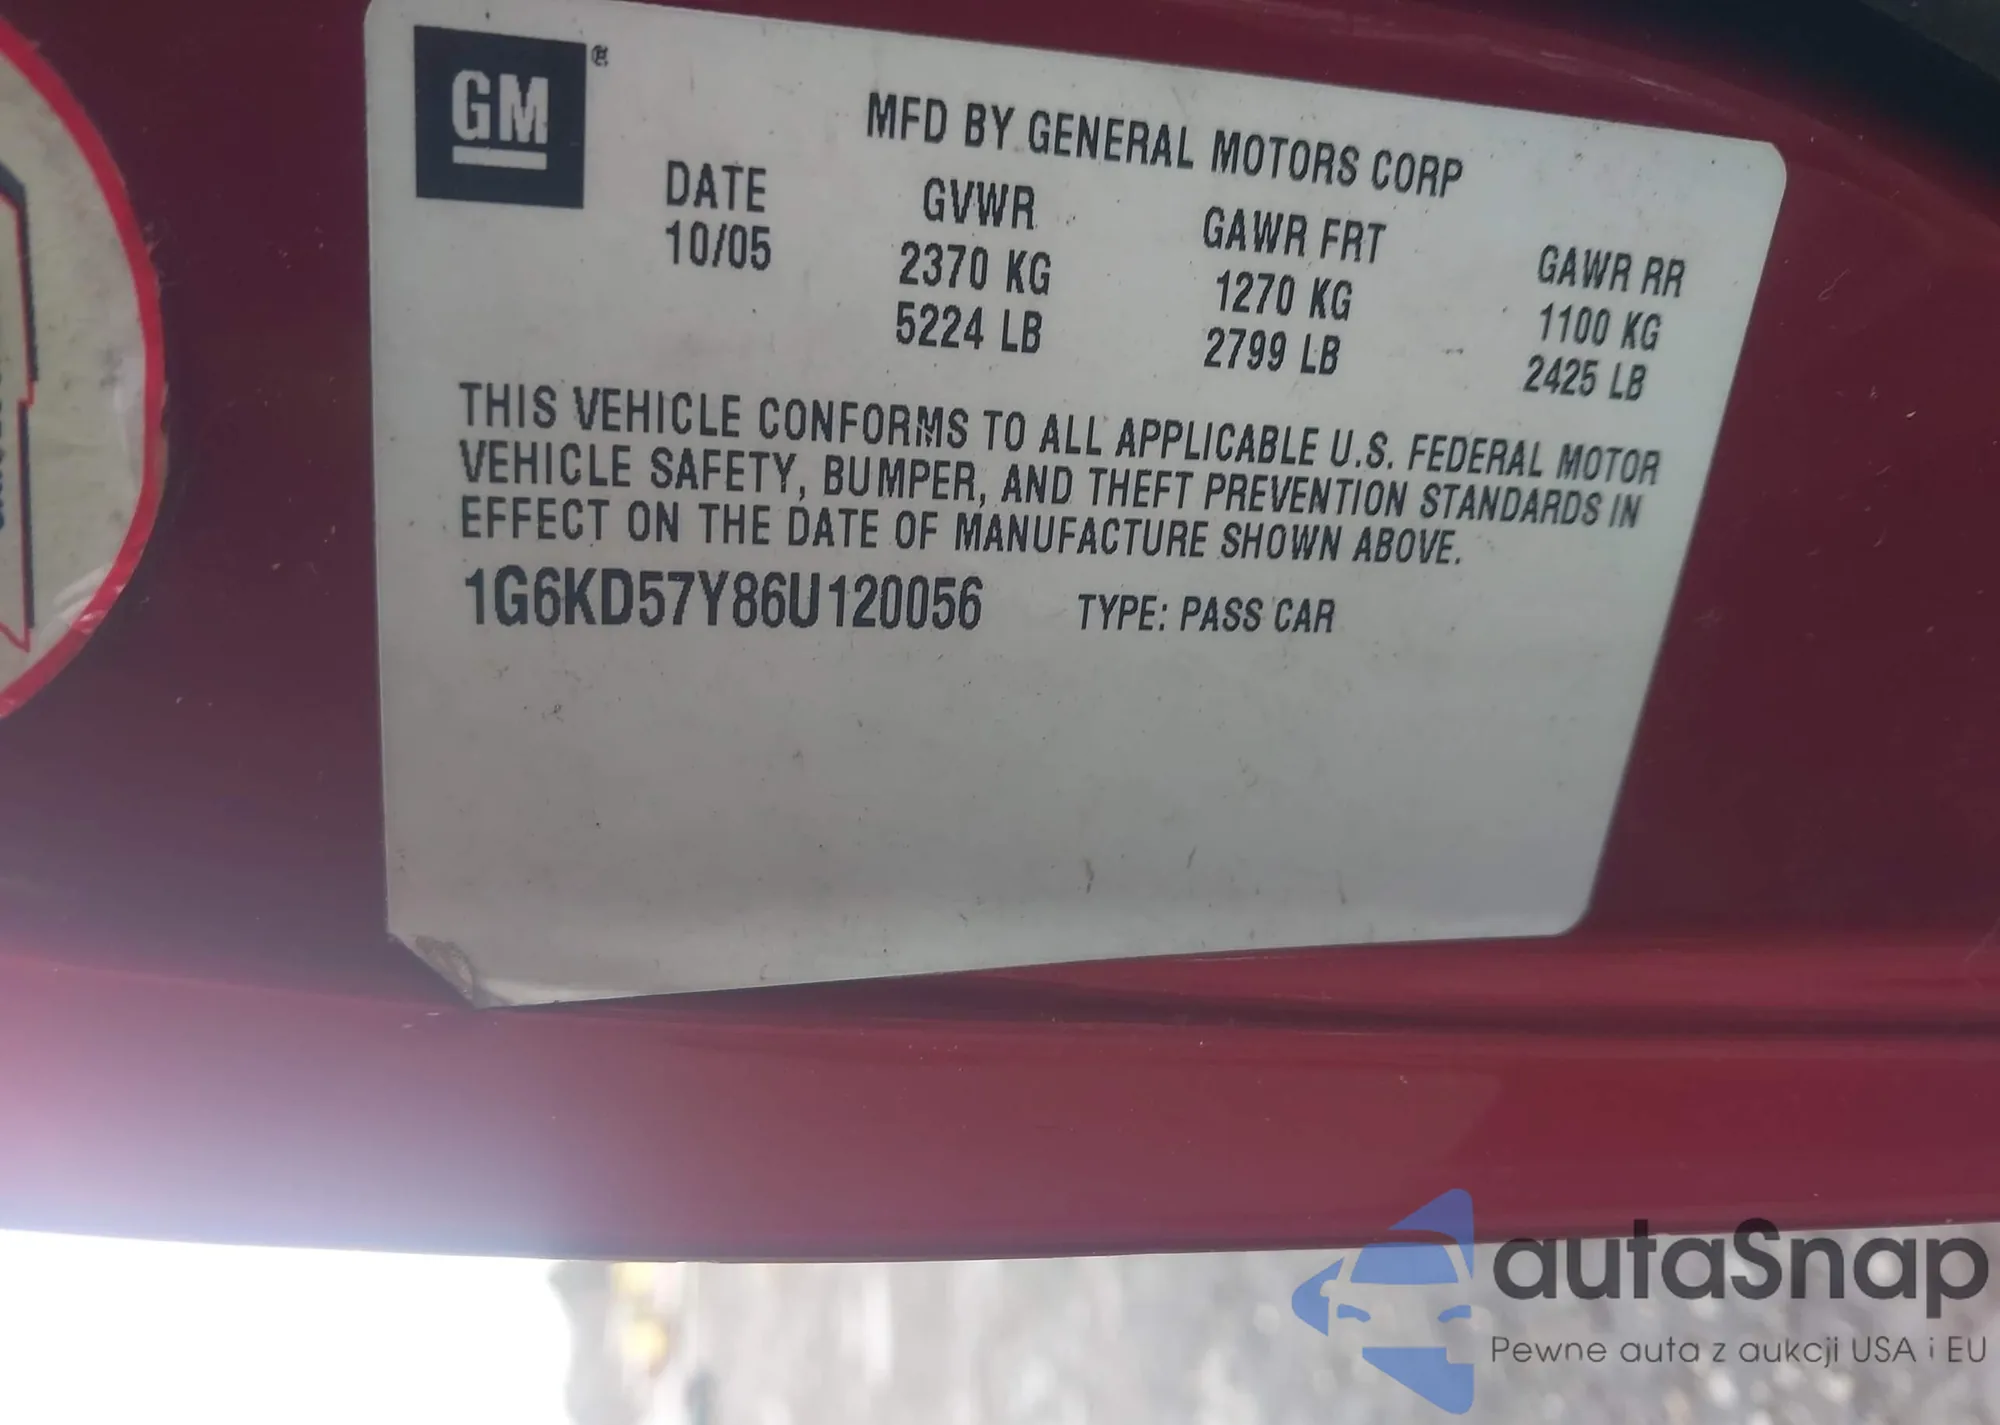 GM®
MFD BY GENERAL MOTORS CORP
DATE GVWR GAWR FRT GAWR RR
10/05 2370 KG 1270 KG 1100 KG
5224 LB 2799 LB 2425 LB
THIS VEHICLE CONFORMS TO ALL APPLICABLE U.S. FEDERAL MOTOR
VEHICLE SAFETY, BUMPER, AND THEFT PREVENTION STANDARDS IN
EFFECT ON THE DATE OF MANUFACTURE SHOWN ABOVE.
1G6KD57Y86U120056 TYPE: PASS CAR
autaSnap
Pewne auta z aukcji USA i EU